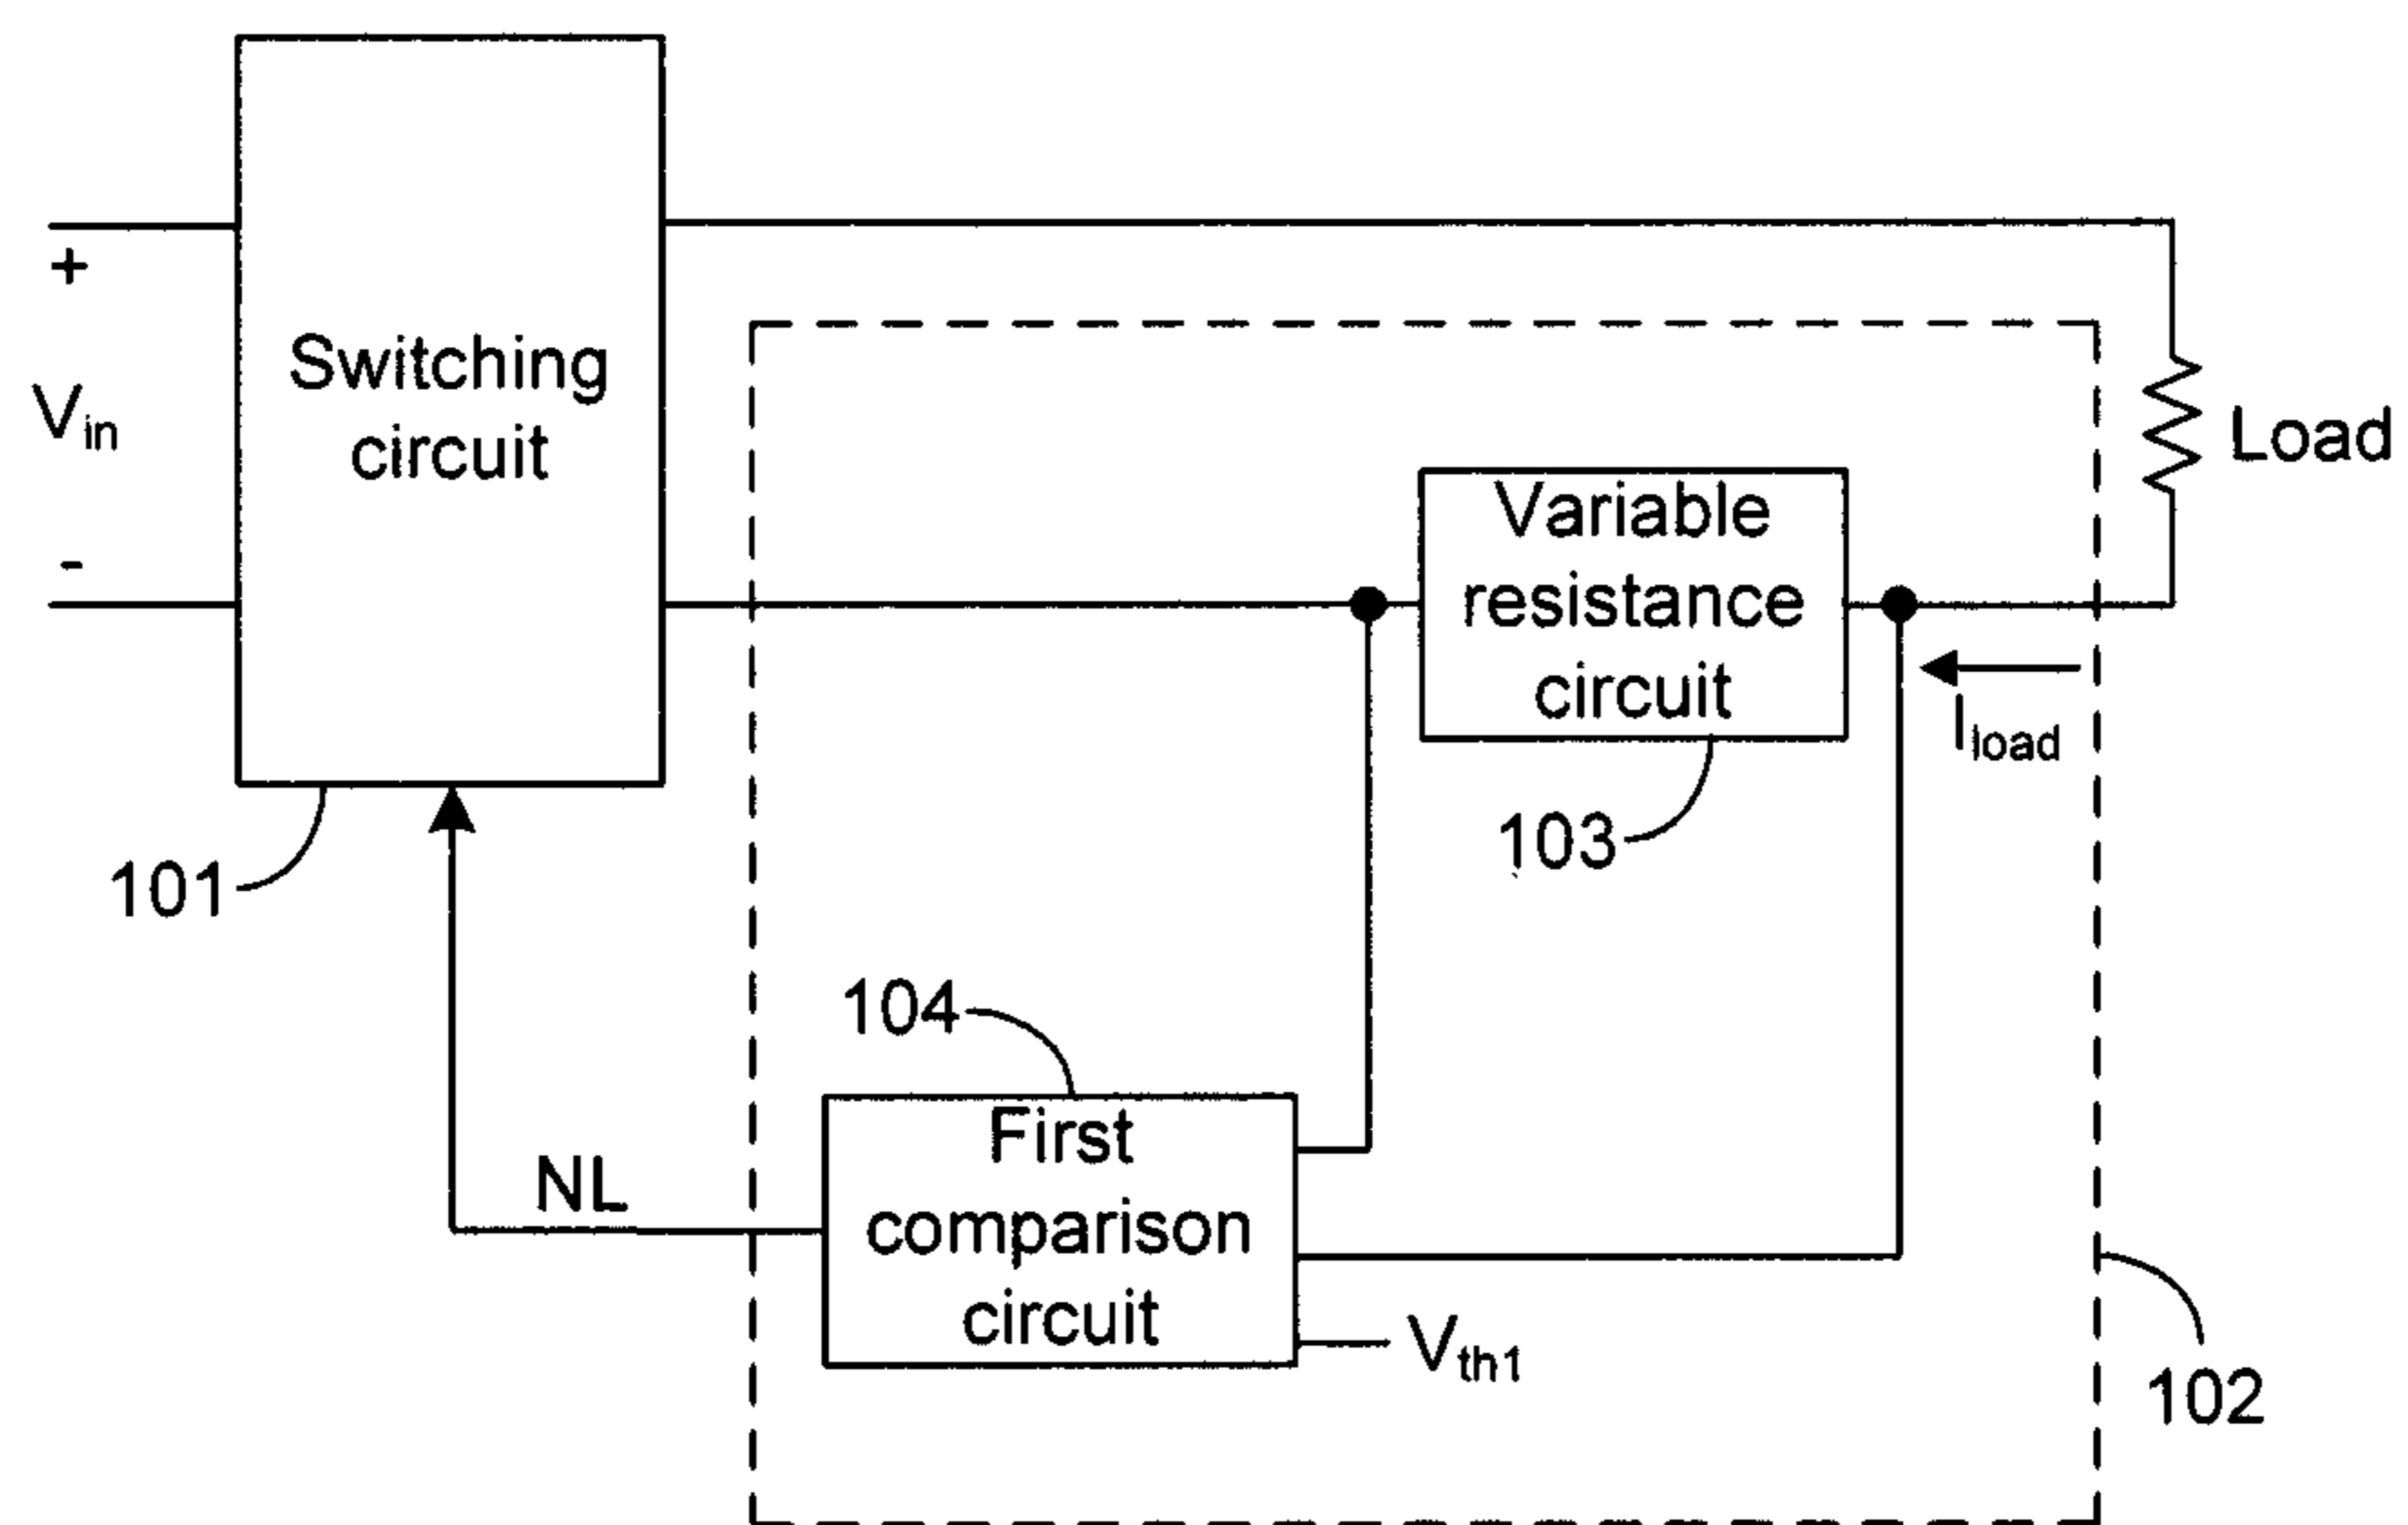 +
Vin
-
Switching
circuit
101
Variable
resistance
circuit
103
Load
Iload
104
First
comparison
circuit
NL
Vth1
102